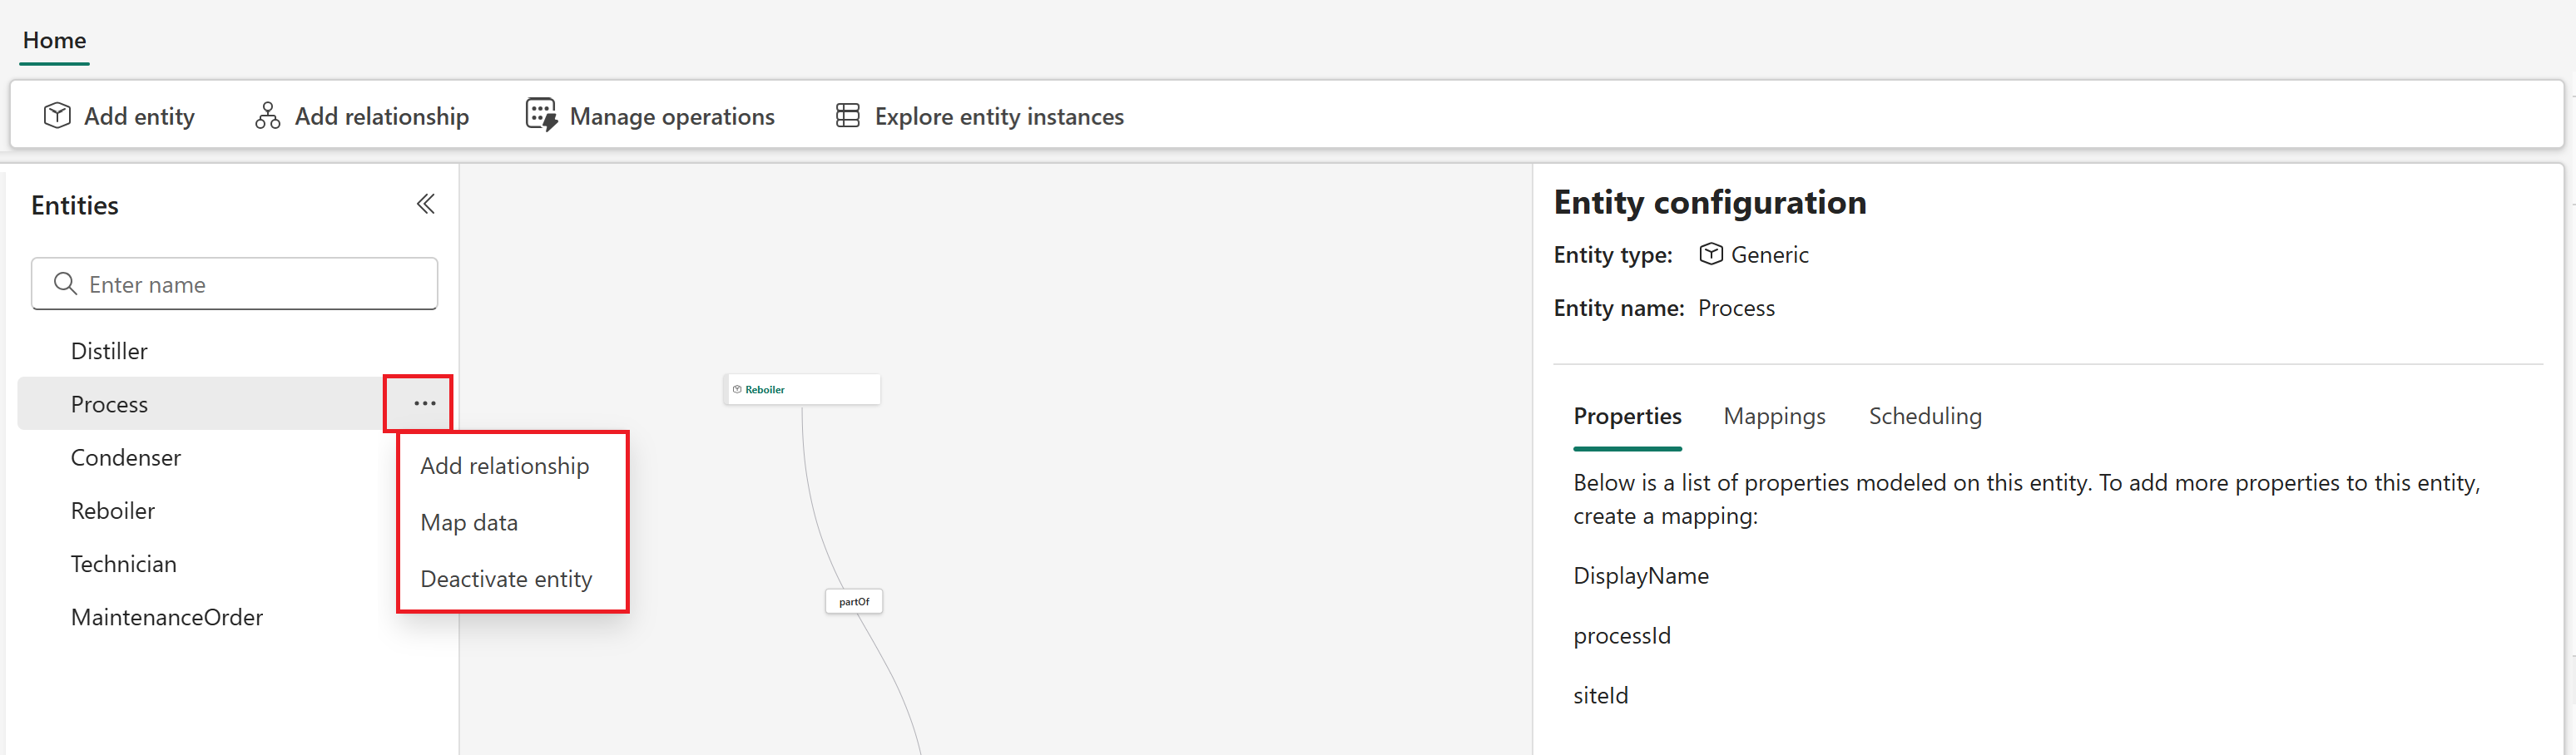 Home
Add entity
Add relationship
Manage operations
Explore entity instances
Entities
Enter name
Distiller
Process
Condenser
Reboiler
Technician
MaintenanceOrder
Add relationship
Map data
Deactivate entity
Reboiler
partOf
Entity configuration
Entity type: Generic
Entity name: Process
Properties
Mappings
Scheduling
Below is a list of properties modeled on this entity. To add more properties to this entity,
create a mapping:
DisplayName
processId
siteId